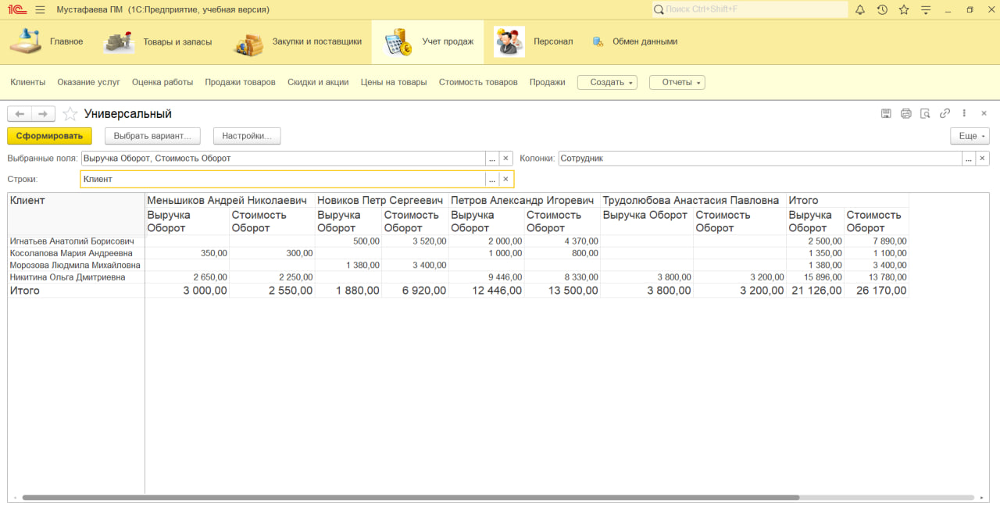 1С Мустафаева ПМ (1С:Предприятие, учебная версия) Поиск Ctrl+Shift+F
Главное Товары и запасы Закупки и поставщики Учет продаж Персонал Обмен данными
Клиенты Оказание услуг Оценка работы Продажи товаров Скидки и акции Цены на товары Стоимость товаров Продажи Создать Отчеты
Универсальный
Сформировать Выбрать вариант... Настройки... Еще
Выбранные поля: Выручка Оборот, Стоимость Оборот ... × Колонки: Сотрудник ... ×
Строки: Клиент ... ×
Клиент Меньшиков Андрей Николаевич Новиков Петр Сергеевич Петров Александр Игоревич Трудолюбова Анастасия Павловна Итого
Выручка Стоимость Выручка Стоимость Выручка Стоимость Выручка Оборот Стоимость Выручка Стоимость
Оборот Оборот Оборот Оборот Оборот Оборот Оборот Оборот Оборот
Игнатьев Анатолий Борисович 500,00 3 520,00 2 000,00 4 370,00 2 500,00 7 890,00
Косолапова Мария Андреевна 350,00 300,00 1 000,00 800,00 1 350,00 1 100,00
Морозова Людмила Михайловна 1 380,00 3 400,00 1 380,00 3 400,00
Никитина Ольга Дмитриевна 2 650,00 2 250,00 9 446,00 8 330,00 3 800,00 3 200,00 15 896,00 13 780,00
Итого 3 000,00 2 550,00 1 880,00 6 920,00 12 446,00 13 500,00 3 800,00 3 200,00 21 126,00 26 170,00